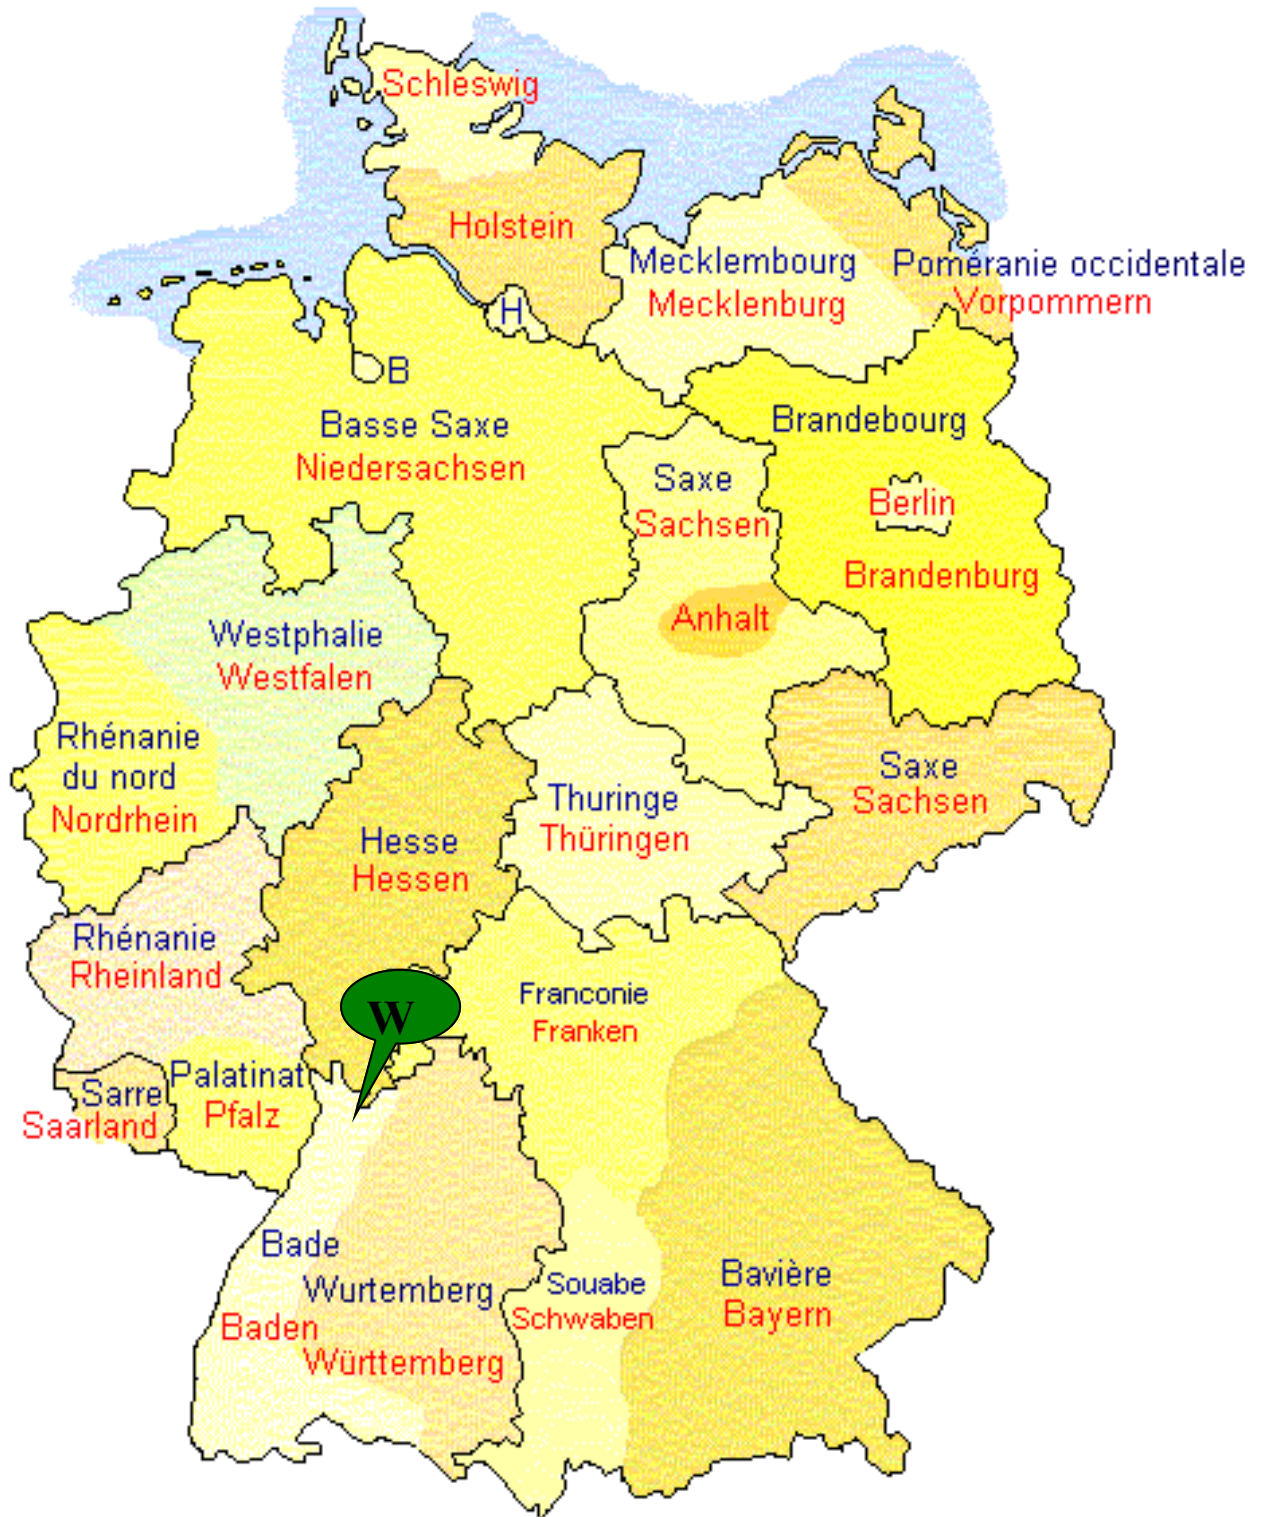 Schleswig
Holstein
Mecklembourg
Mecklenburg
Poméranie occidentale
Vorpommern
H
B
Basse Saxe
Niedersachsen
Brandebourg
Berlin
Brandenburg
Saxe
Sachsen
Anhalt
Westphalie
Westfalen
Rhénanie
du nord
Nordrhein
Hesse
Hessen
Thuringe
Thüringen
Saxe
Sachsen
Rhénanie
Rheinland
W
Franconie
Franken
Palatinat
Pfalz
Sarre
Saarland
Bade
Wurtemberg
Baden
Württemberg
Souabe
Schwaben
Bavière
Bayern